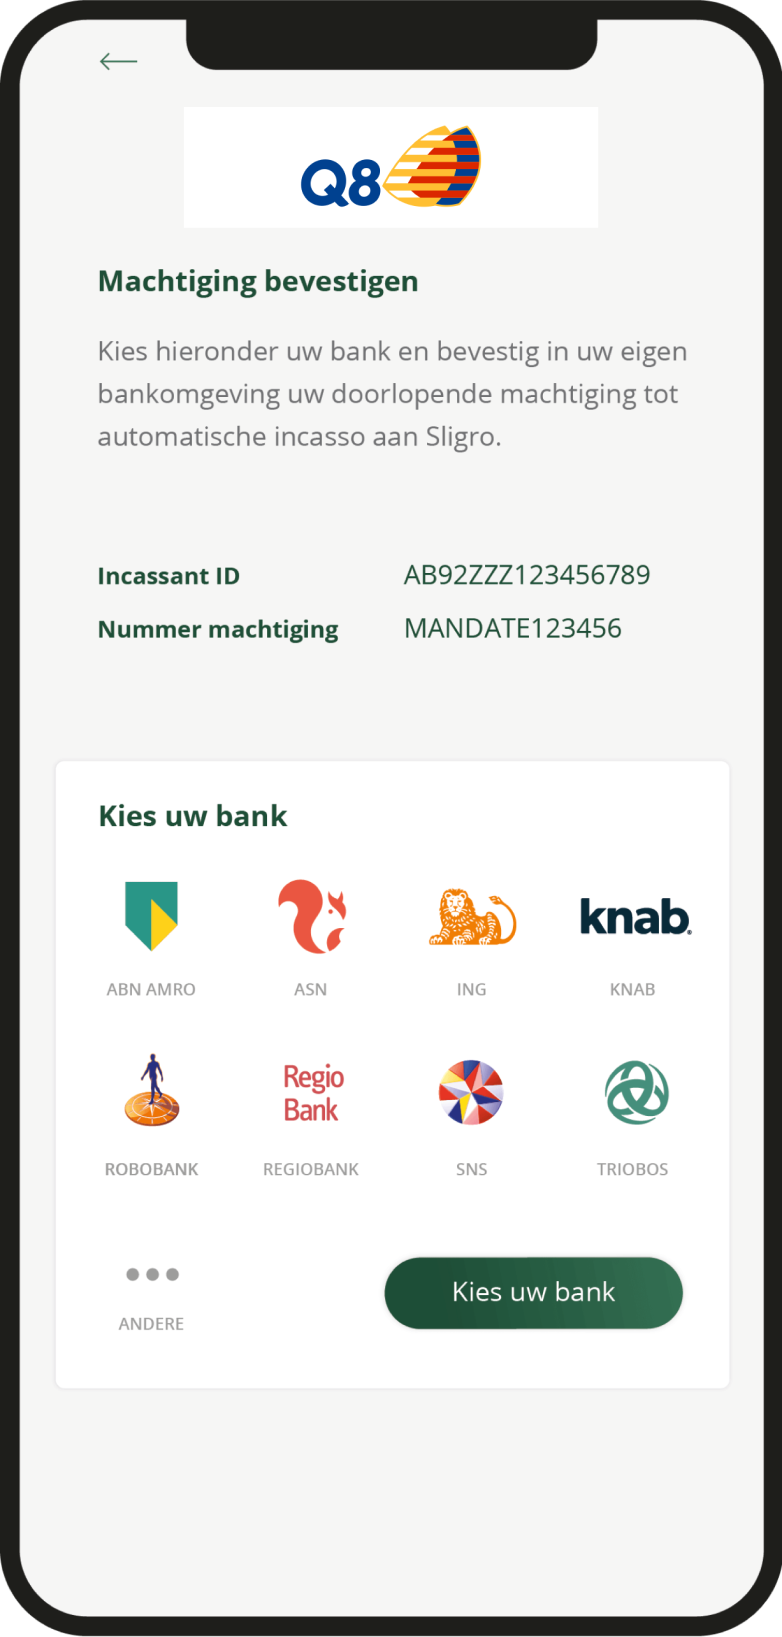 Q8
Machtiging bevestigen
Kies hieronder uw bank en bevestig in uw eigen
bankomgeving uw doorlopende machtiging tot
automatische incasso aan Sligro.
Incassant ID AB92ZZZ123456789
Nummer machtiging MANDATE123456
Kies uw bank
knab.
ABN AMRO ASN ING KNAB
Regio
Bank
ROBOBANK REGIOBANK SNS TRIOBOS
Kies uw bank
ANDERE